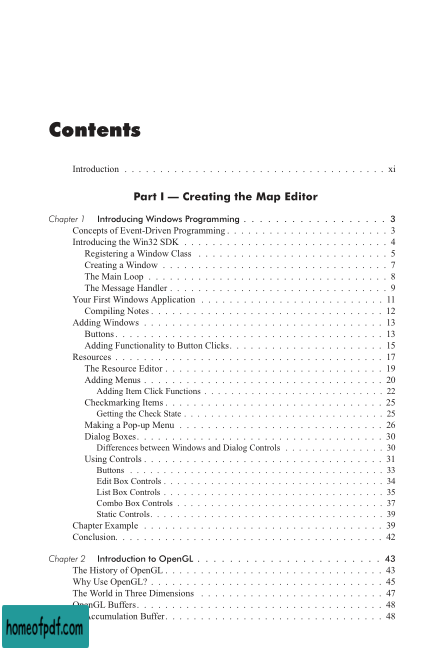 Contents
Introduction . . . . . . . . . . . . . . . . . . . . . . . . . . . . . . . . . . . . xi
Part I — Creating the Map Editor
Chapter 1 Introducing Windows Programming . . . . . . . . . . . . . . . . . . 3
Concepts of Event-Driven Programming . . . . . . . . . . . . . . . . . . . . . . 3
Introducing the Win32 SDK . . . . . . . . . . . . . . . . . . . . . . . . . . . . 4
Registering a Window Class . . . . . . . . . . . . . . . . . . . . . . . . . . 5
Creating a Window . . . . . . . . . . . . . . . . . . . . . . . . . . . . . . 7
The Main Loop . . . . . . . . . . . . . . . . . . . . . . . . . . . . . . . . 8
The Message Handler . . . . . . . . . . . . . . . . . . . . . . . . . . . . . 9
Your First Windows Application . . . . . . . . . . . . . . . . . . . . . . . . . 11
Compiling Notes . . . . . . . . . . . . . . . . . . . . . . . . . . . . . . . 12
Adding Windows . . . . . . . . . . . . . . . . . . . . . . . . . . . . . . . . 13
Buttons . . . . . . . . . . . . . . . . . . . . . . . . . . . . . . . . . . . . 13
Adding Functionality to Button Clicks . . . . . . . . . . . . . . . . . . . . . 15
Resources . . . . . . . . . . . . . . . . . . . . . . . . . . . . . . . . . . . . 17
The Resource Editor . . . . . . . . . . . . . . . . . . . . . . . . . . . . . . 19
Adding Menus . . . . . . . . . . . . . . . . . . . . . . . . . . . . . . . . 20
Adding Item Click Functions . . . . . . . . . . . . . . . . . . . . . . . . 22
Checkmarking Items . . . . . . . . . . . . . . . . . . . . . . . . . . . . . . 25
Getting the Check State . . . . . . . . . . . . . . . . . . . . . . . . . . . 25
Making a Pop-up Menu . . . . . . . . . . . . . . . . . . . . . . . . . . . . 26
Dialog Boxes . . . . . . . . . . . . . . . . . . . . . . . . . . . . . . . . . 30
Differences between Windows and Dialog Controls . . . . . . . . . . . . . 30
Using Controls . . . . . . . . . . . . . . . . . . . . . . . . . . . . . . . . 31
Buttons . . . . . . . . . . . . . . . . . . . . . . . . . . . . . . . . . . 33
Edit Box Controls . . . . . . . . . . . . . . . . . . . . . . . . . . . . . 34
List Box Controls . . . . . . . . . . . . . . . . . . . . . . . . . . . . . 35
Combo Box Controls . . . . . . . . . . . . . . . . . . . . . . . . . . . . 37
Static Controls . . . . . . . . . . . . . . . . . . . . . . . . . . . . . . . 39
Chapter Example . . . . . . . . . . . . . . . . . . . . . . . . . . . . . . . . 39
Conclusion. . . . . . . . . . . . . . . . . . . . . . . . . . . . . . . . . . . . 42
Chapter 2 Introduction to OpenGL . . . . . . . . . . . . . . . . . . . . . . . . 43
The History of OpenGL . . . . . . . . . . . . . . . . . . . . . . . . . . . . . 43
Why Use OpenGL? . . . . . . . . . . . . . . . . . . . . . . . . . . . . . . . 45
The World in Three Dimensions . . . . . . . . . . . . . . . . . . . . . . . . . 47
OpenGL Buffers . . . . . . . . . . . . . . . . . . . . . . . . . . . . . . . . 48
Accumulation Buffer . . . . . . . . . . . . . . . . . . . . . . . . . . . . . . 48
homeofpdf.com